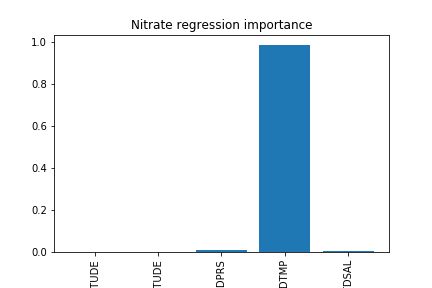 Nitrate regression importance
1.0
0.8
0.6
0.4
0.2
0.0
TUDE
TUDE
DPRS
DTMP
DSAL